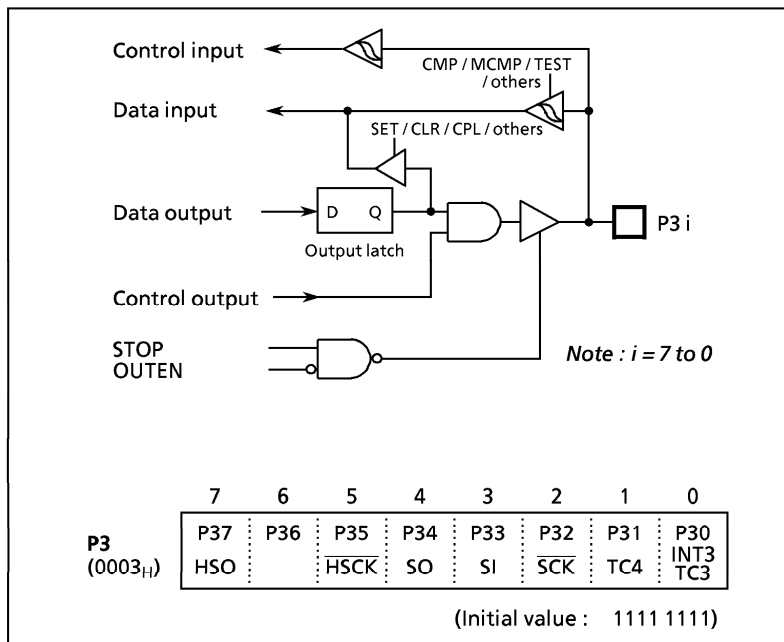 Control input
CMP / MCMP / TEST
/ others
Data input
SET / CLR / CPL / others
Data output
D Q
P3 i
Output latch
Control output
STOP
OUTEN
Note : i = 7 to 0
7 6 5 4 3 2 1 0
P3
(0003H)
P37 P36 P35 P34 P33 P32 P31 P30
HSO HSCK SO SI SCK TC4 INT3
TC3
(Initial value : 1111 1111)